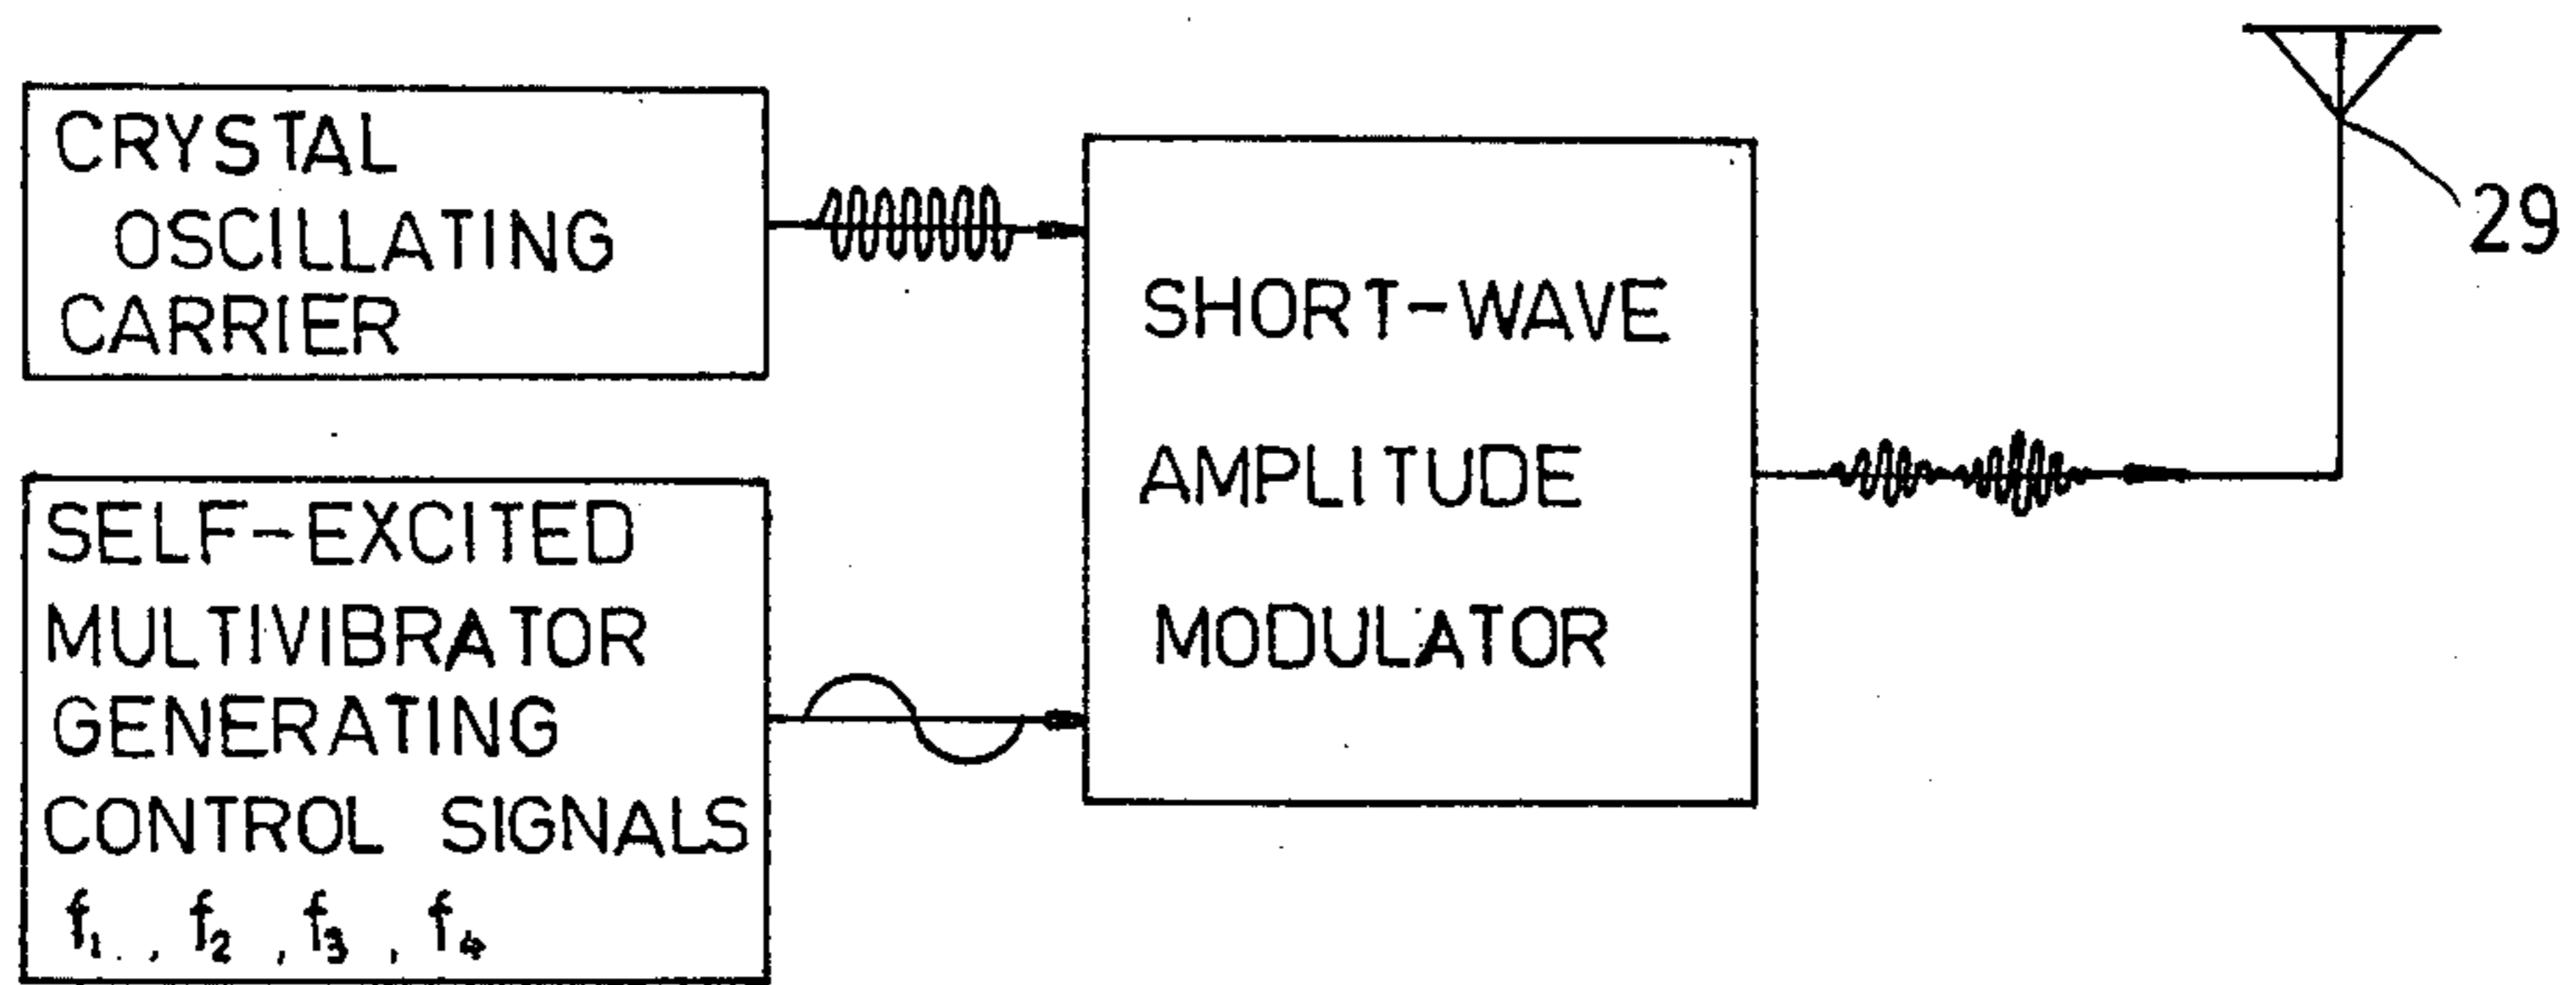 CRYSTAL
OSCILLATING
CARRIER
SELF-EXCITED
MULTIVIBRATOR
GENERATING
CONTROL SIGNALS
f₁, f₂, f₃, f₄
SHORT-WAVE
AMPLITUDE
MODULATOR
29